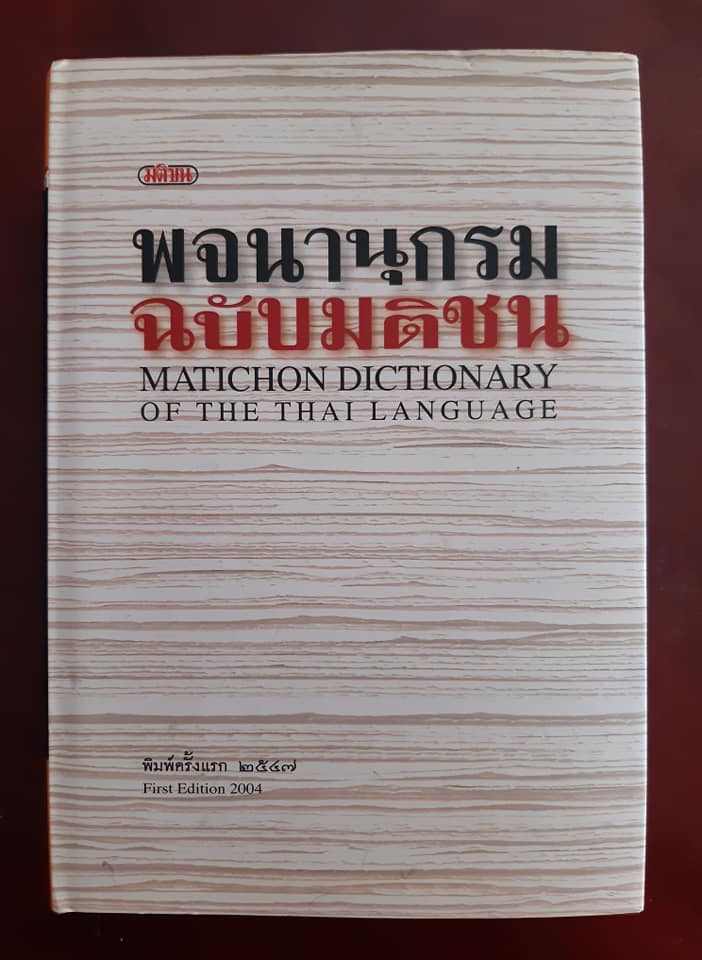 มติชน
พจนานุกรม
ฉบับมติชน
MATICHON DICTIONARY
OF THE THAI LANGUAGE
พิมพ์ครั้งแรก ๒๕๔๗
First Edition 2004